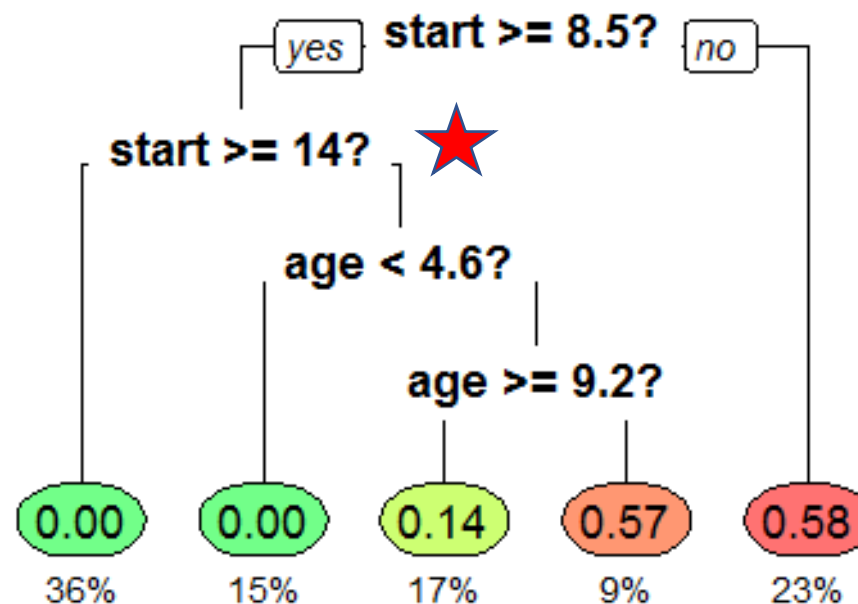 yes start >= 8.5? no
start >= 14?
age < 4.6?
age >= 9.2?
0.00 0.00 0.14 0.57 0.58
36% 15% 17% 9% 23%